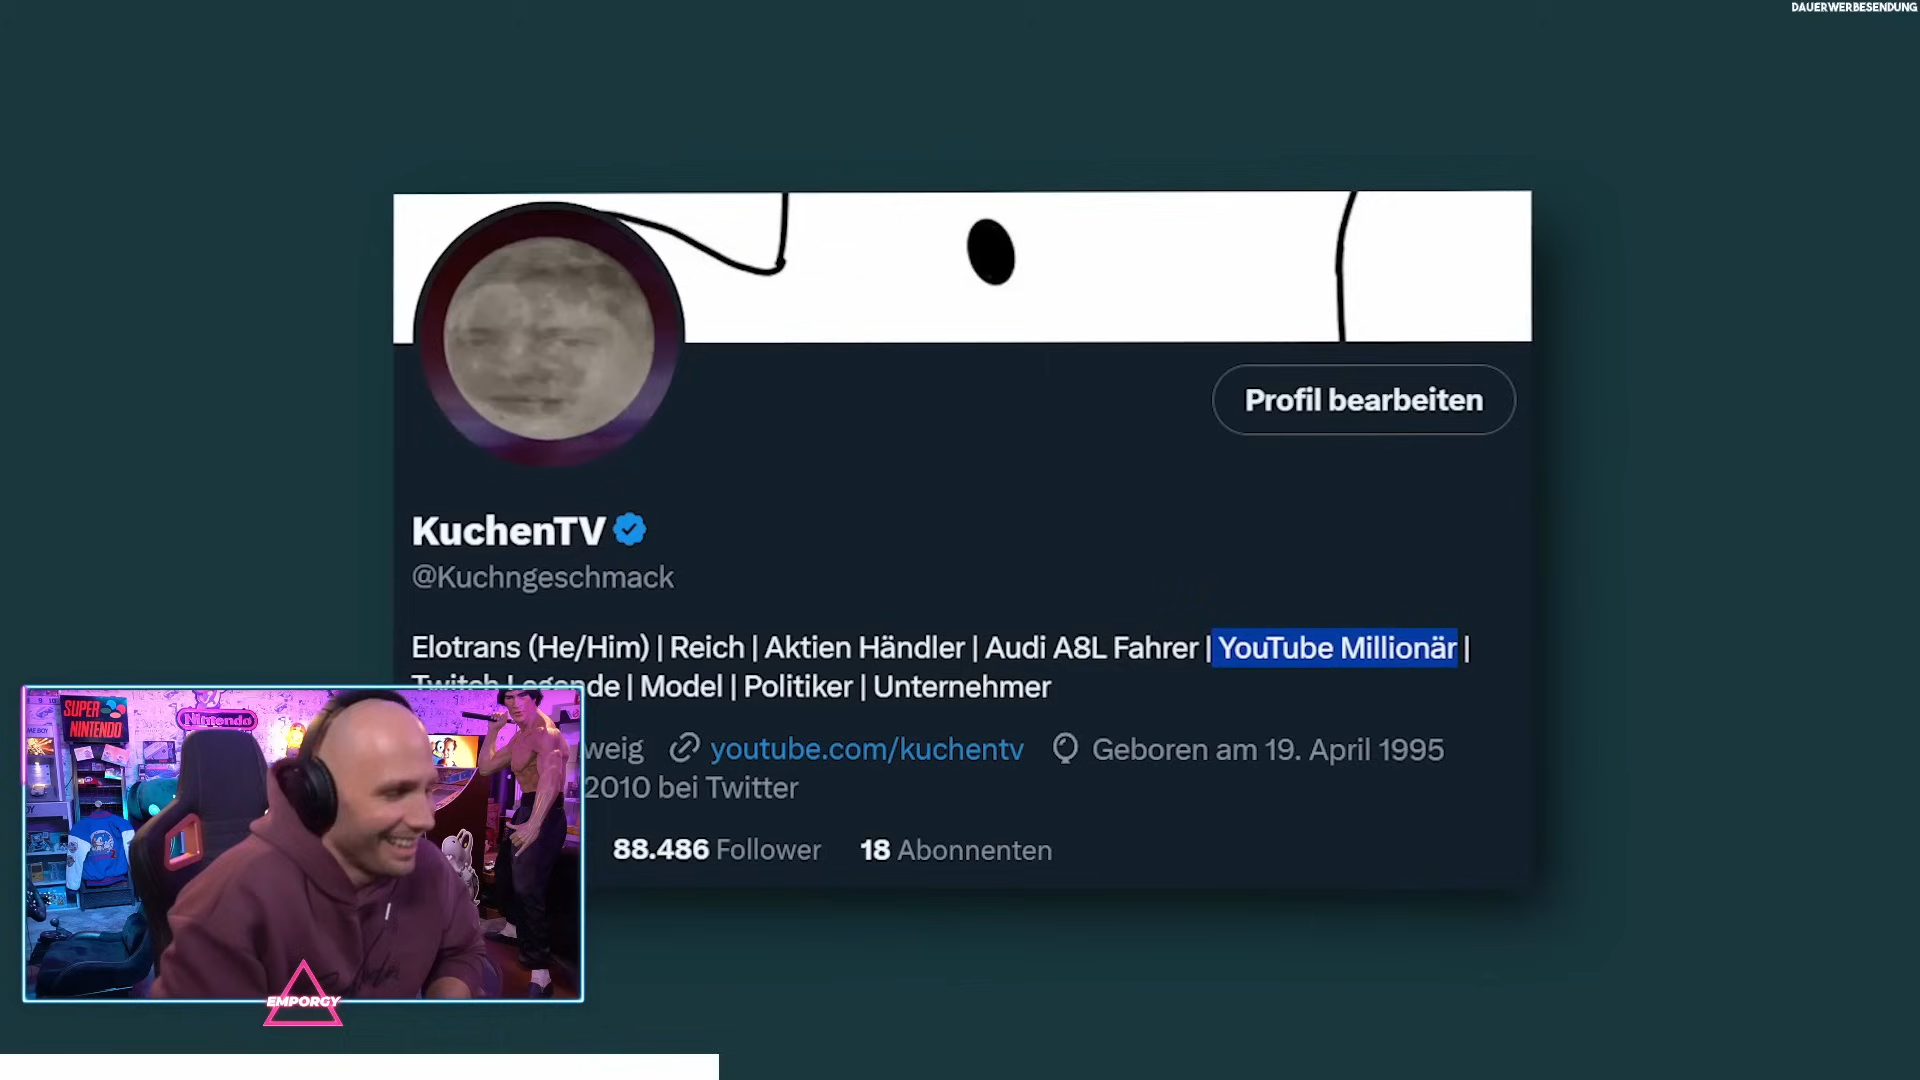 DAUERWERBESENDUNG
Profil bearbeiten
KuchenTV
@Kuchngeschmack
Elotrans (He/Him) | Reich | Aktien Händler | Audi A8L Fahrer | YouTube Millionär |
Twitch Legende | Model | Politiker | Unternehmer
weig youtube.com/kuchentv Geboren am 19. April 1995
2010 bei Twitter
88.486 Follower 18 Abonnenten
SUPER
NINTENDO
Nintendo
EMPORGY